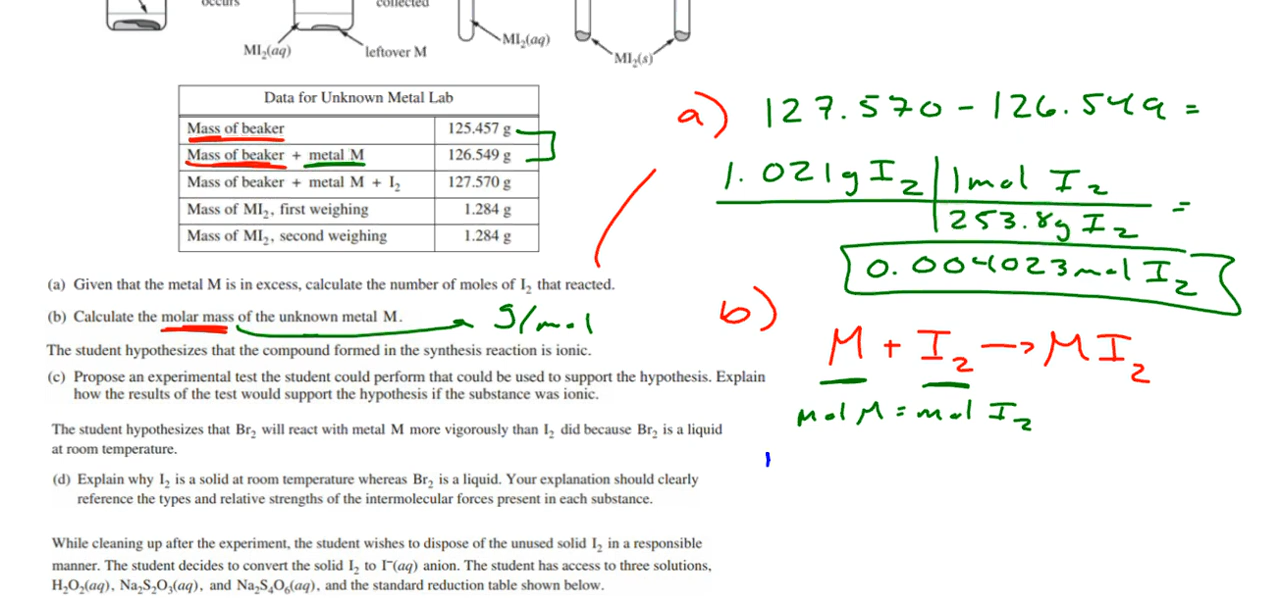 occurs
collected
MI₂(aq)
leftover M
MI₂(aq)
MI₂(s)
Data for Unknown Metal Lab
Mass of beaker 125.457 g
Mass of beaker + metal M 126.549 g
Mass of beaker + metal M + I₂ 127.570 g
Mass of MI₂, first weighing 1.284 g
Mass of MI₂, second weighing 1.284 g
(a) Given that the metal M is in excess, calculate the number of moles of I₂ that reacted.
(b) Calculate the molar mass of the unknown metal M.
g/mol
The student hypothesizes that the compound formed in the synthesis reaction is ionic.
(c) Propose an experimental test the student could perform that could be used to support the hypothesis. Explain
how the results of the test would support the hypothesis if the substance was ionic.
The student hypothesizes that Br₂ will react with metal M more vigorously than I₂ did because Br₂ is a liquid
at room temperature.
(d) Explain why I₂ is a solid at room temperature whereas Br₂ is a liquid. Your explanation should clearly
reference the types and relative strengths of the intermolecular forces present in each substance.
While cleaning up after the experiment, the student wishes to dispose of the unused solid I₂ in a responsible
manner. The student decides to convert the solid I₂ to I⁻(aq) anion. The student has access to three solutions,
H₂O₂(aq), Na₂S₂O₃(aq), and Na₂S₄O₆(aq), and the standard reduction table shown below.
a) 127.570 - 126.549 =
1.021g I₂ | 1 mol I₂
253.8g I₂ =
0.004023 mol I₂
b)
M + I₂ → MI₂
mol M = mol I₂